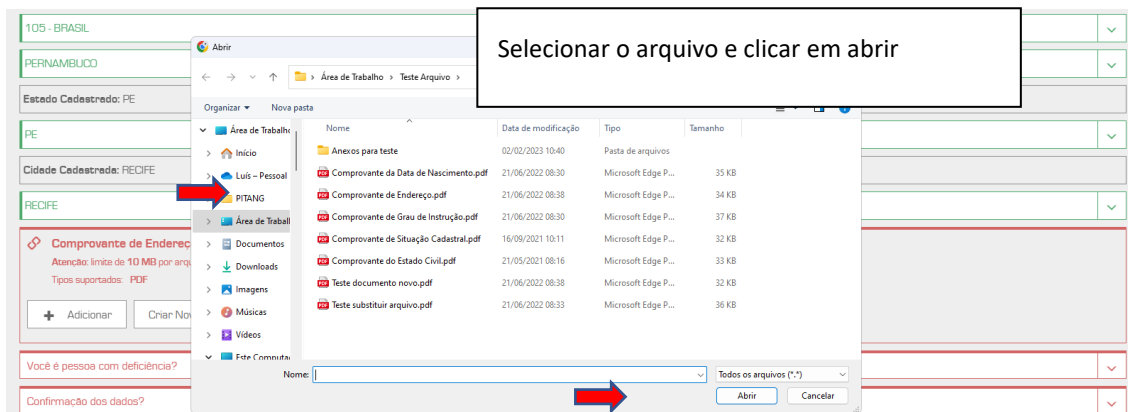 105 - BRASIL
PERNAMBUCO
Estado Cadastrado: PE
PE
Cidade Cadastrada: RECIFE
RECIFE
Comprovante de Endereç
Atenção: limite de 10 MB por arqu
Tipos suportados: PDF
+ Adicionar
Criar Nov
Você é pessoa com deficiência?
Confirmação dos dados?
Selecionar o arquivo e clicar em abrir
Abrir
Área de Trabalho > Teste Arquivo >
Organizar
Nova pasta
Área de Trabalho
Início
Luís – Pessoal
PITANG
Área de Trabalh
Documentos
Downloads
Imagens
Músicas
Vídeos
Este Computad
Nome Data de modificação Tipo Tamanho
Anexos para teste 02/02/2023 10:40 Pasta de arquivos
Comprovante da Data de Nascimento.pdf 21/06/2022 08:30 Microsoft Edge P... 35 KB
Comprovante de Endereço.pdf 21/06/2022 08:38 Microsoft Edge P... 34 KB
Comprovante de Grau de Instrução.pdf 21/06/2022 08:30 Microsoft Edge P... 37 KB
Comprovante de Situação Cadastral.pdf 16/09/2021 10:11 Microsoft Edge P... 32 KB
Comprovante do Estado Civil.pdf 21/05/2021 08:16 Microsoft Edge P... 33 KB
Teste documento novo.pdf 21/06/2022 08:38 Microsoft Edge P... 32 KB
Teste substituir arquivo.pdf 21/06/2022 08:33 Microsoft Edge P... 36 KB
Nome:
Todos os arquivos (*.*)
Abrir
Cancelar